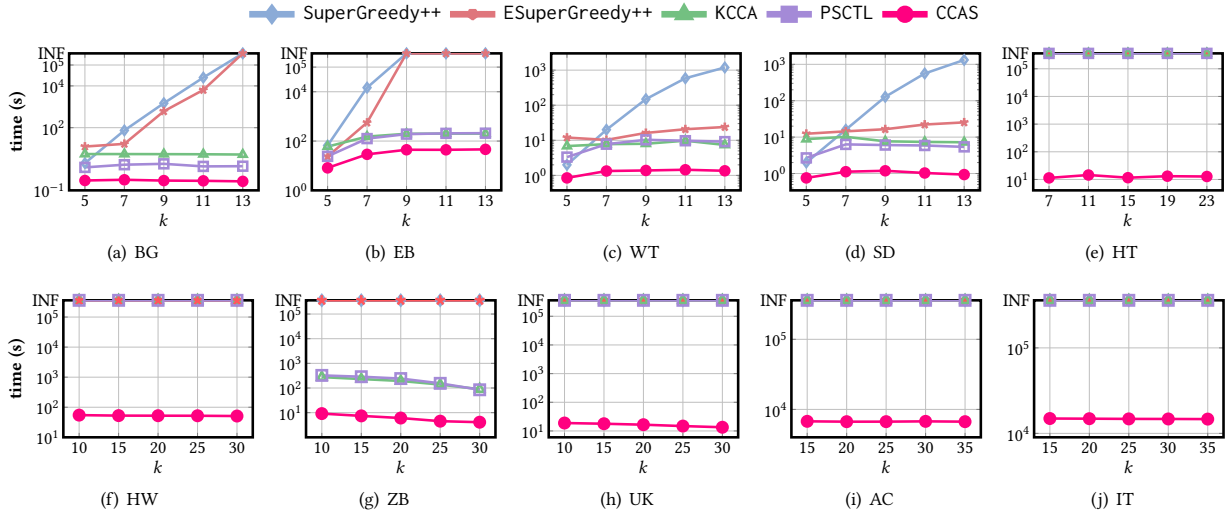 SuperGreedy++ ESuperGreedy++ KCCA PSCTL CCAS
time (s)
INF
10^5
10^2
10^-1
5 7 9 11 13
k
(a) BG
INF
10^5
10^4
10^2
10^0
5 7 9 11 13
k
(b) EB
10^3
10^2
10^1
10^0
5 7 9 11 13
k
(c) WT
10^3
10^2
10^1
10^0
5 7 9 11 13
k
(d) SD
INF
10^5
10^4
10^3
10^2
10^1
7 11 15 19 23
k
(e) HT
time (s)
INF
10^5
10^4
10^3
10^2
10^1
10 15 20 25 30
k
(f) HW
INF
10^5
10^4
10^3
10^2
10^1
10 15 20 25 30
k
(g) ZB
INF
10^5
10^4
10^3
10^2
10^1
10 15 20 25 30
k
(h) UK
INF
10^5
10^4
15 20 25 30 35
k
(i) AC
INF
10^5
10^4
15 20 25 30 35
k
(j) IT